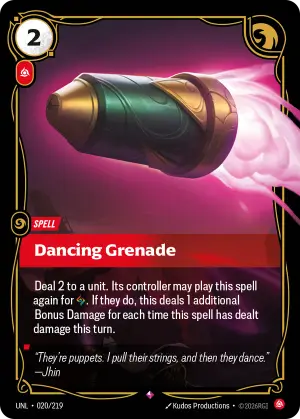 2
SPELL
Dancing Grenade
Deal 2 to a unit. Its controller may play this spell
again for . If they do, this deals 1 additional
Bonus Damage for each time this spell has dealt
damage this turn.
"They're puppets. I pull their strings, and then they dance."
—Jhin
UNL • 020/219
Kudos Productions • ©2026RGI